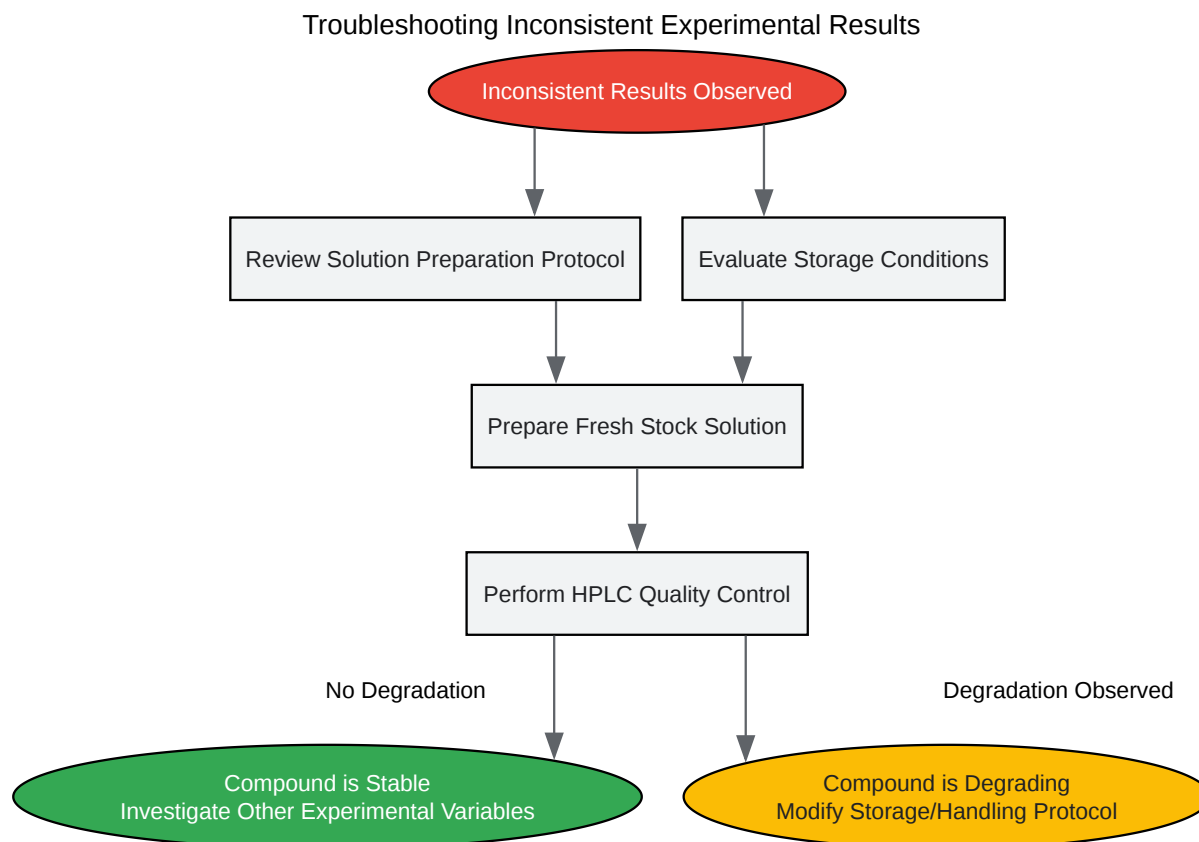 Troubleshooting Inconsistent Experimental Results
Inconsistent Results Observed
Review Solution Preparation Protocol
Evaluate Storage Conditions
Prepare Fresh Stock Solution
Perform HPLC Quality Control
No Degradation
Degradation Observed
Compound is Stable
Investigate Other Experimental Variables
Compound is Degrading
Modify Storage/Handling Protocol